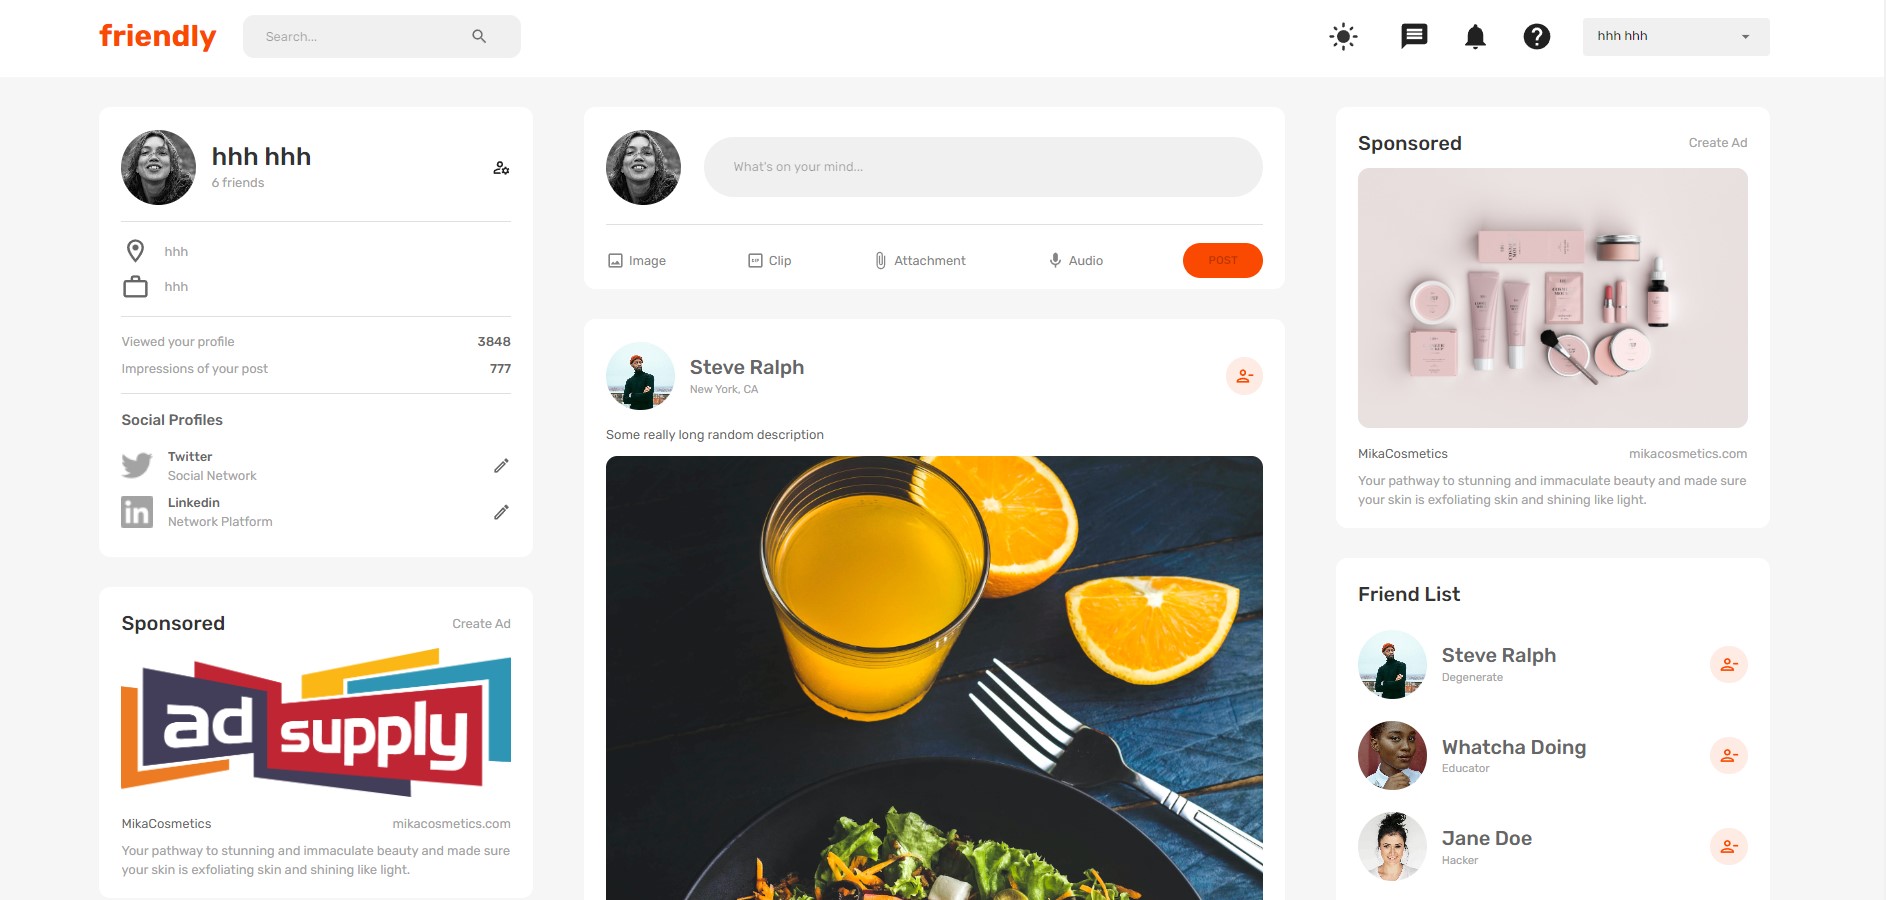 friendly
Search...
hhh hhh
hhh hhh
6 friends
hhh
hhh
Viewed your profile 3848
Impressions of your post 777
Social Profiles
Twitter
Social Network
Linkedin
Network Platform
Sponsored Create Ad
ad supply
MikaCosmetics mikacosmetics.com
Your pathway to stunning and immaculate beauty and made sure
your skin is exfoliating skin and shining like light.
What's on your mind...
Image Clip Attachment Audio POST
Steve Ralph
New York, CA
Some really long random description
Sponsored Create Ad
MikaCosmetics mikacosmetics.com
Your pathway to stunning and immaculate beauty and made sure
your skin is exfoliating skin and shining like light.
Friend List
Steve Ralph
Degenerate
Whatcha Doing
Educator
Jane Doe
Hacker